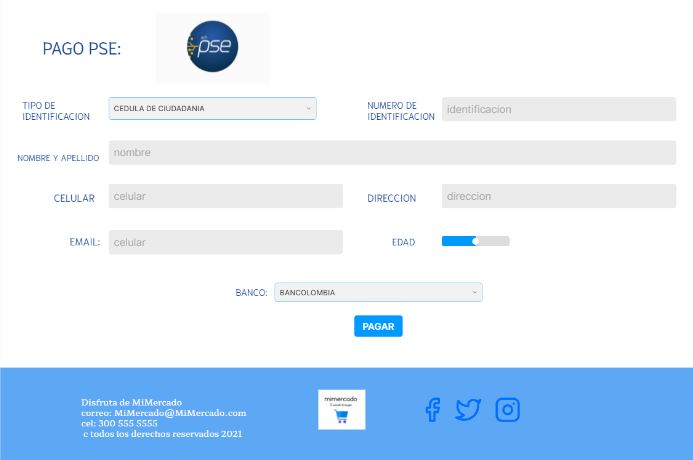 PAGO PSE:
pse
TIPO DE
IDENTIFICACION
CEDULA DE CIUDADANIA
NUMERO DE
IDENTIFICACION
identificacion
NOMBRE Y APELLIDO
nombre
CELULAR
celular
DIRECCION
direccion
EMAIL:
celular
EDAD
BANCO:
BANCOLOMBIA
PAGAR
Disfruta de MiMercado
correo: MiMercado@MiMercado.com
cel: 300 555 5555
c todos los derechos reservados 2021
mimercado